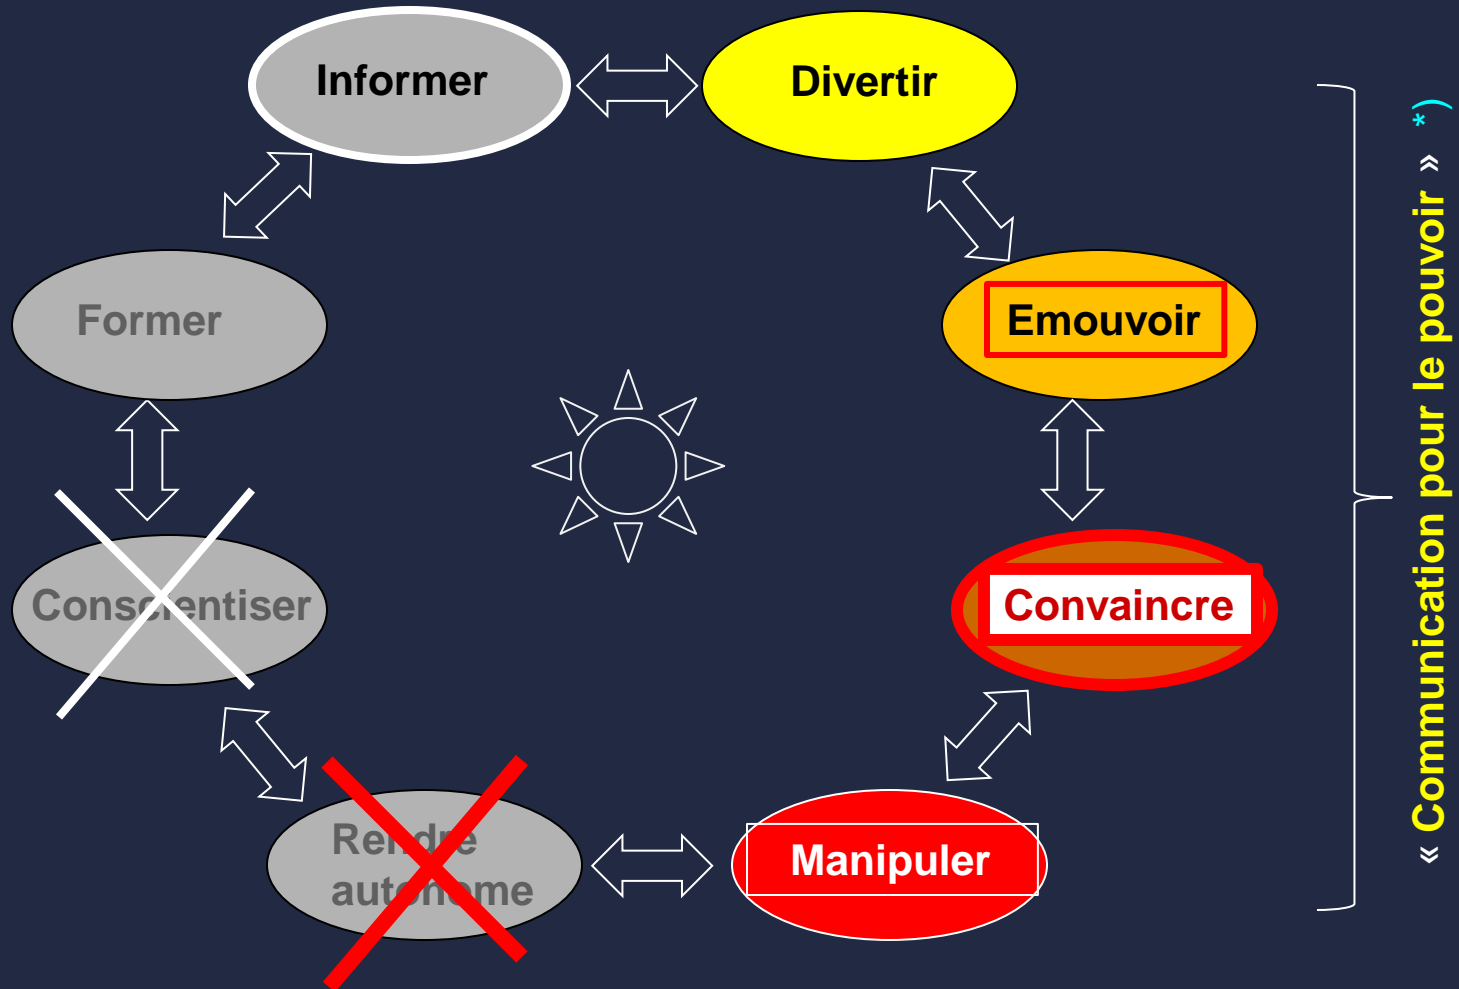 Informer
Divertir
Former
Emouvoir
Conscientiser
Convaincre
Rendre
autonome
Manipuler
« Communication pour le pouvoir » *)